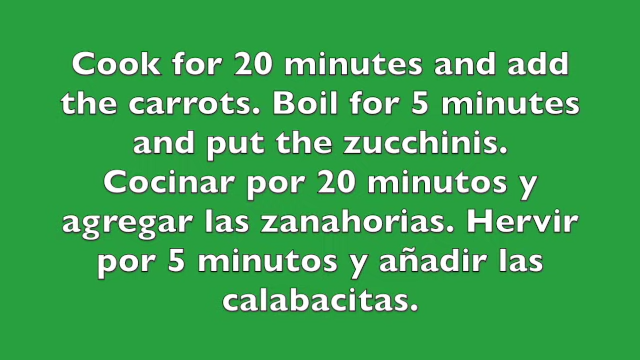 Cook for 20 minutes and add
the carrots. Boil for 5 minutes
and put the zucchinis.
Cocinar por 20 minutos y
agregar las zanahorias. Hervir
por 5 minutos y añadir las
calabacitas.